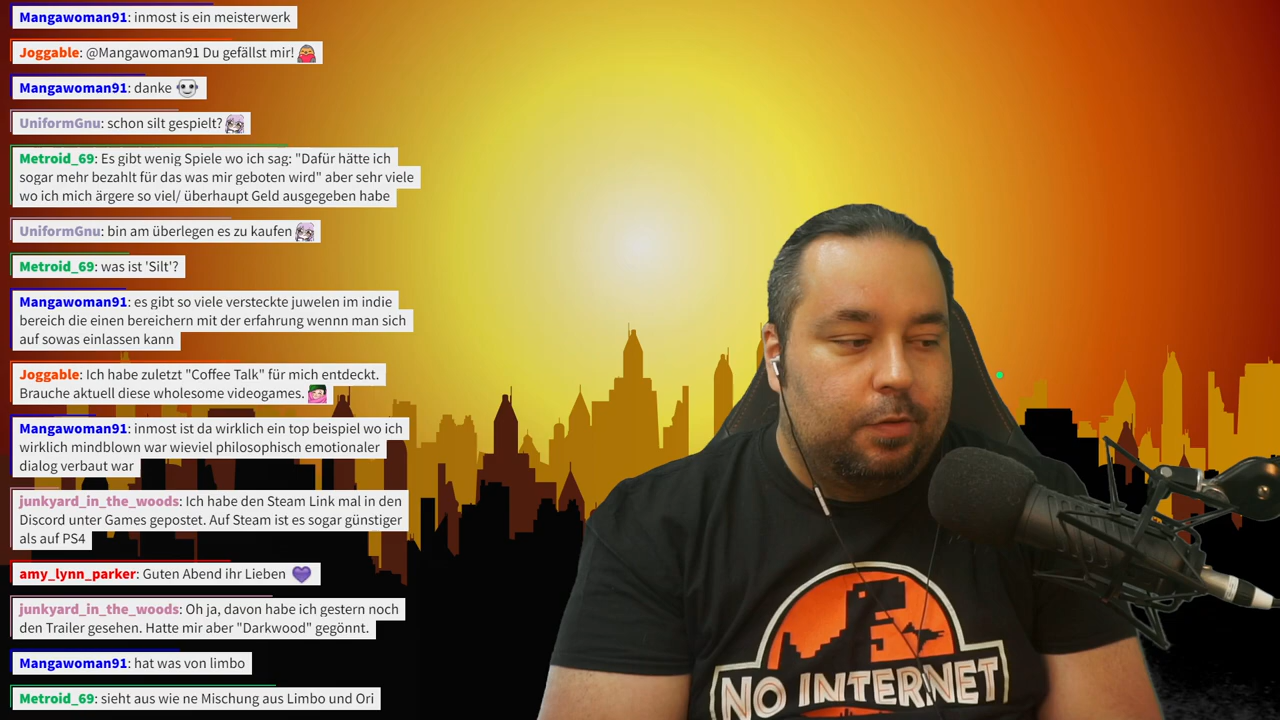 Mangawoman91: inmost is ein meisterwerk
Joggable: @Mangawoman91 Du gefällst mir!
Mangawoman91: danke
UniformGnu: schon silt gespielt?
Metroid_69: Es gibt wenig Spiele wo ich sag: "Dafür hätte ich
sogar mehr bezahlt für das was mir geboten wird" aber sehr viele
wo ich mich ärgere so viel/ überhaupt Geld ausgegeben habe
UniformGnu: bin am überlegen es zu kaufen
Metroid_69: was ist 'Silt'?
Mangawoman91: es gibt so viele versteckte juwelen im indie
bereich die einen bereichern mit der erfahrung wennn man sich
auf sowas einlassen kann
Joggable: Ich habe zuletzt "Coffee Talk" für mich entdeckt.
Brauche aktuell diese wholesome videogames.
Mangawoman91: inmost ist da wirklich ein top beispiel wo ich
wirklich mindblown war wieviel philosophisch emotionaler
dialog verbaut war
junkyard_in_the_woods: Ich habe den Steam Link mal in den
Discord unter Games gepostet. Auf Steam ist es sogar günstiger
als auf PS4
amy_lynn_parker: Guten Abend ihr Lieben
junkyard_in_the_woods: Oh ja, davon habe ich gestern noch
den Trailer gesehen. Hatte mir aber "Darkwood" gegönnt.
Mangawoman91: hat was von limbo
Metroid_69: sieht aus wie ne Mischung aus Limbo und Ori
NO INTERNET